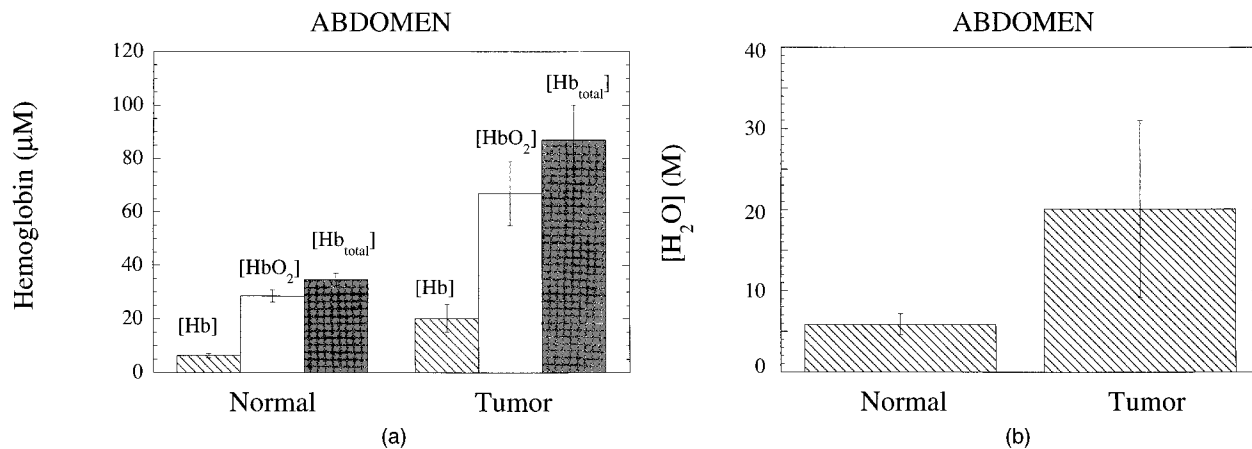 ABDOMEN
120
100
80
60
40
20
0
Hemoglobin (μM)
[Hb]
[HbO2]
[Hbtotal]
[Hb]
[HbO2]
[Hbtotal]
Normal
Tumor
(a)
ABDOMEN
40
30
20
10
0
[H2O] (M)
Normal
Tumor
(b)